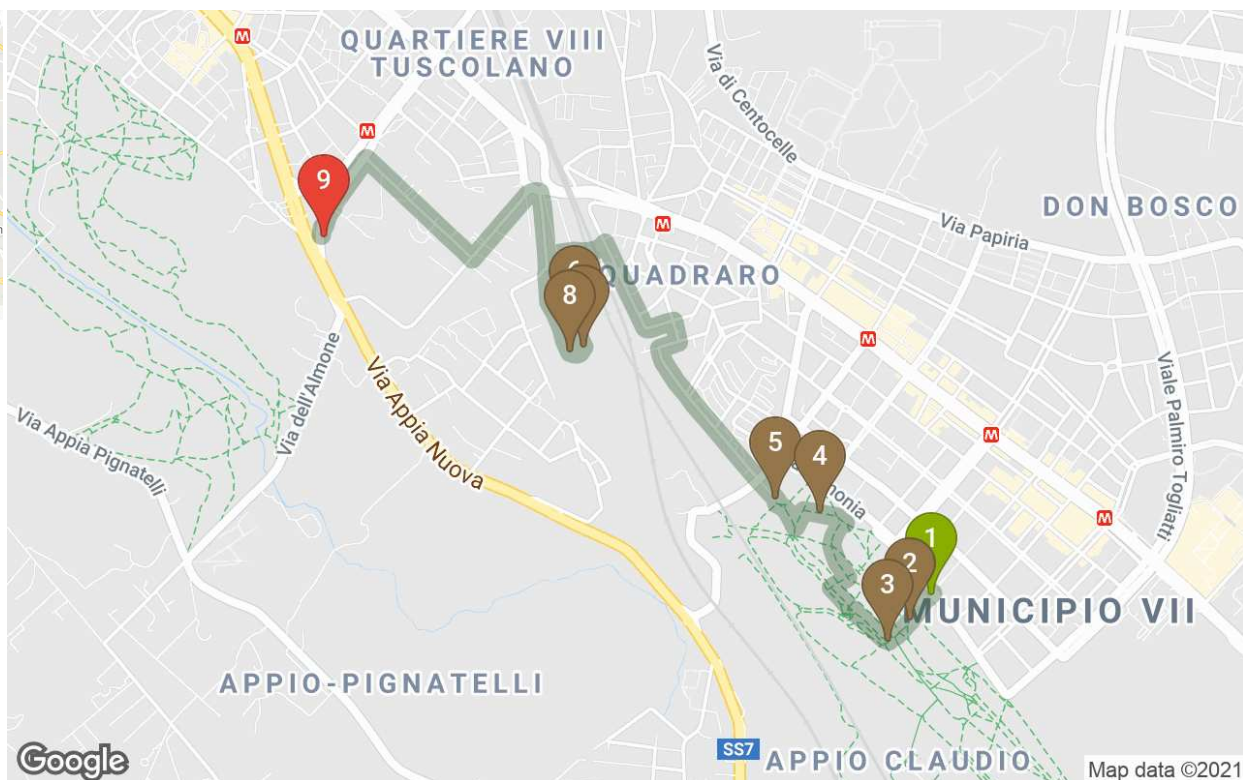 M
QUARTIERE VIII
TUSCOLANO
Via di Centocelle
M
9
DON BOSCO
Via Papiria
M
QUADRARO
8
M
Via dell'Almone
Via Appia Nuova
Viale Palmiro Togliatti
Via Appia Pignatelli
5
4
M
M
1
2
3
MUNICIPIO VII
APPIO-PIGNATELLI
SS7
APPIO CLAUDIO
Google
Map data ©2021